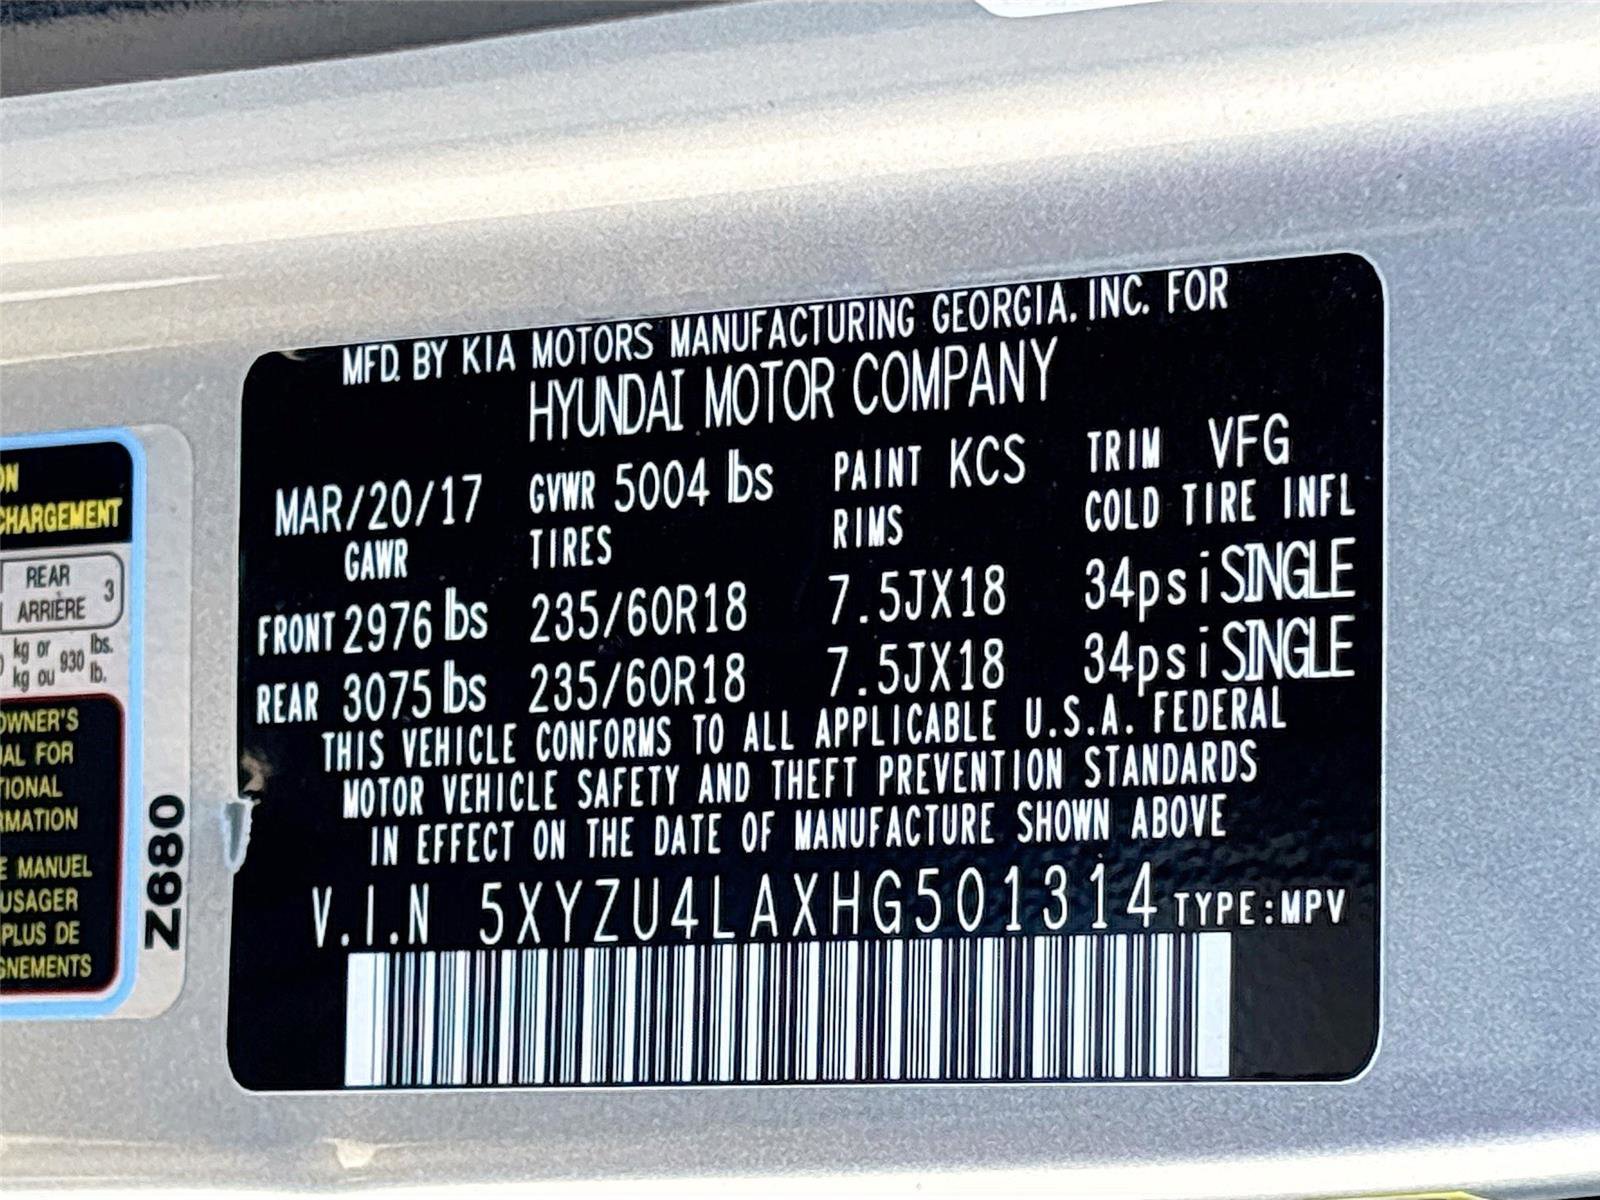 MFD. BY KIA MOTORS MANUFACTURING GEORGIA. INC. FOR
HYUNDAI MOTOR COMPANY
MAR/20/17 GVWR 5004 lbs PAINT KCS TRIM VFG
GAWR TIRES RIMS COLD TIRE INFL
FRONT 2976 lbs 235/60R18 7.5JX18 34psi SINGLE
REAR 3075 lbs 235/60R18 7.5JX18 34psi SINGLE
THIS VEHICLE CONFORMS TO ALL APPLICABLE U.S.A. FEDERAL
MOTOR VEHICLE SAFETY AND THEFT PREVENTION STANDARDS
IN EFFECT ON THE DATE OF MANUFACTURE SHOWN ABOVE
V.I.N 5XYZU4LAXHG501314 TYPE:MPV
CHARGEMENT
REAR 3
ARRIÈRE
kg or 930 lbs.
kg ou lb.
OWNER'S
FOR
MANUEL
PLUS DE
Z680